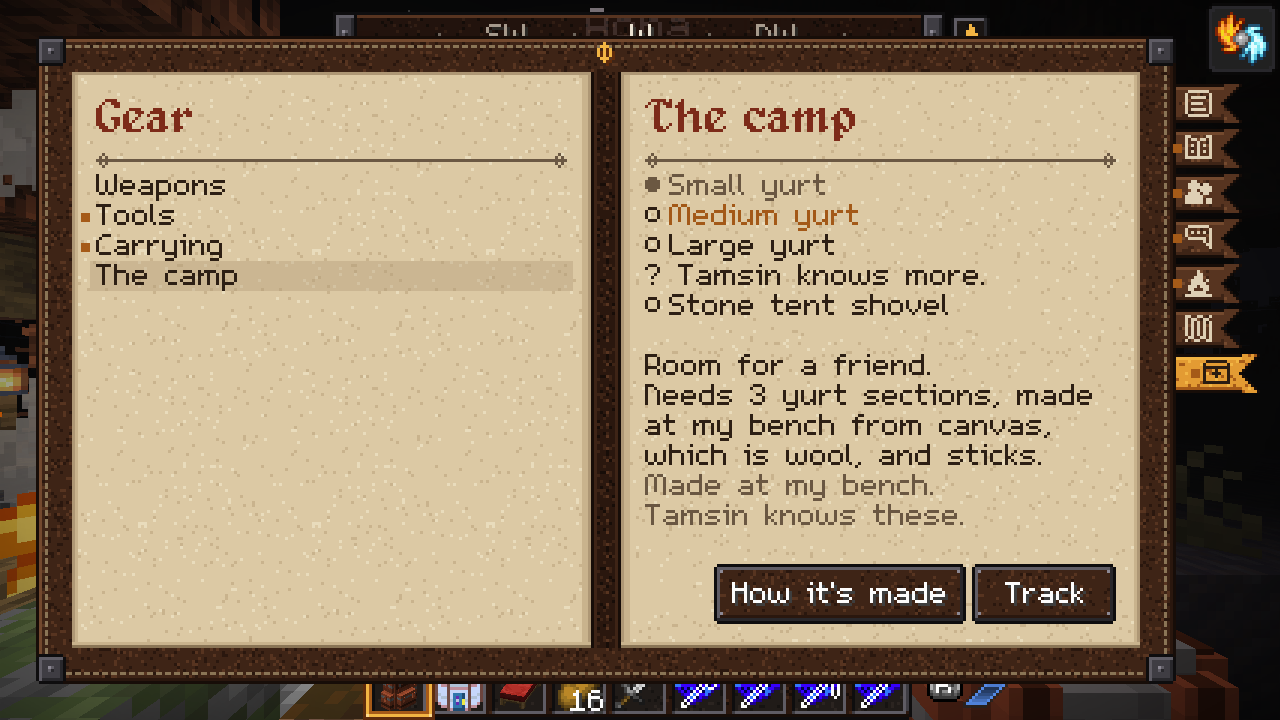 SW W NW
Gear
Weapons
Tools
Carrying
The camp
The camp
Small yurt
Medium yurt
Large yurt
? Tamsin knows more.
Stone tent shovel
Room for a friend.
Needs 3 yurt sections, made
at my bench from canvas,
which is wool, and sticks.
Made at my bench.
Tamsin knows these.
How it's made
Track
16